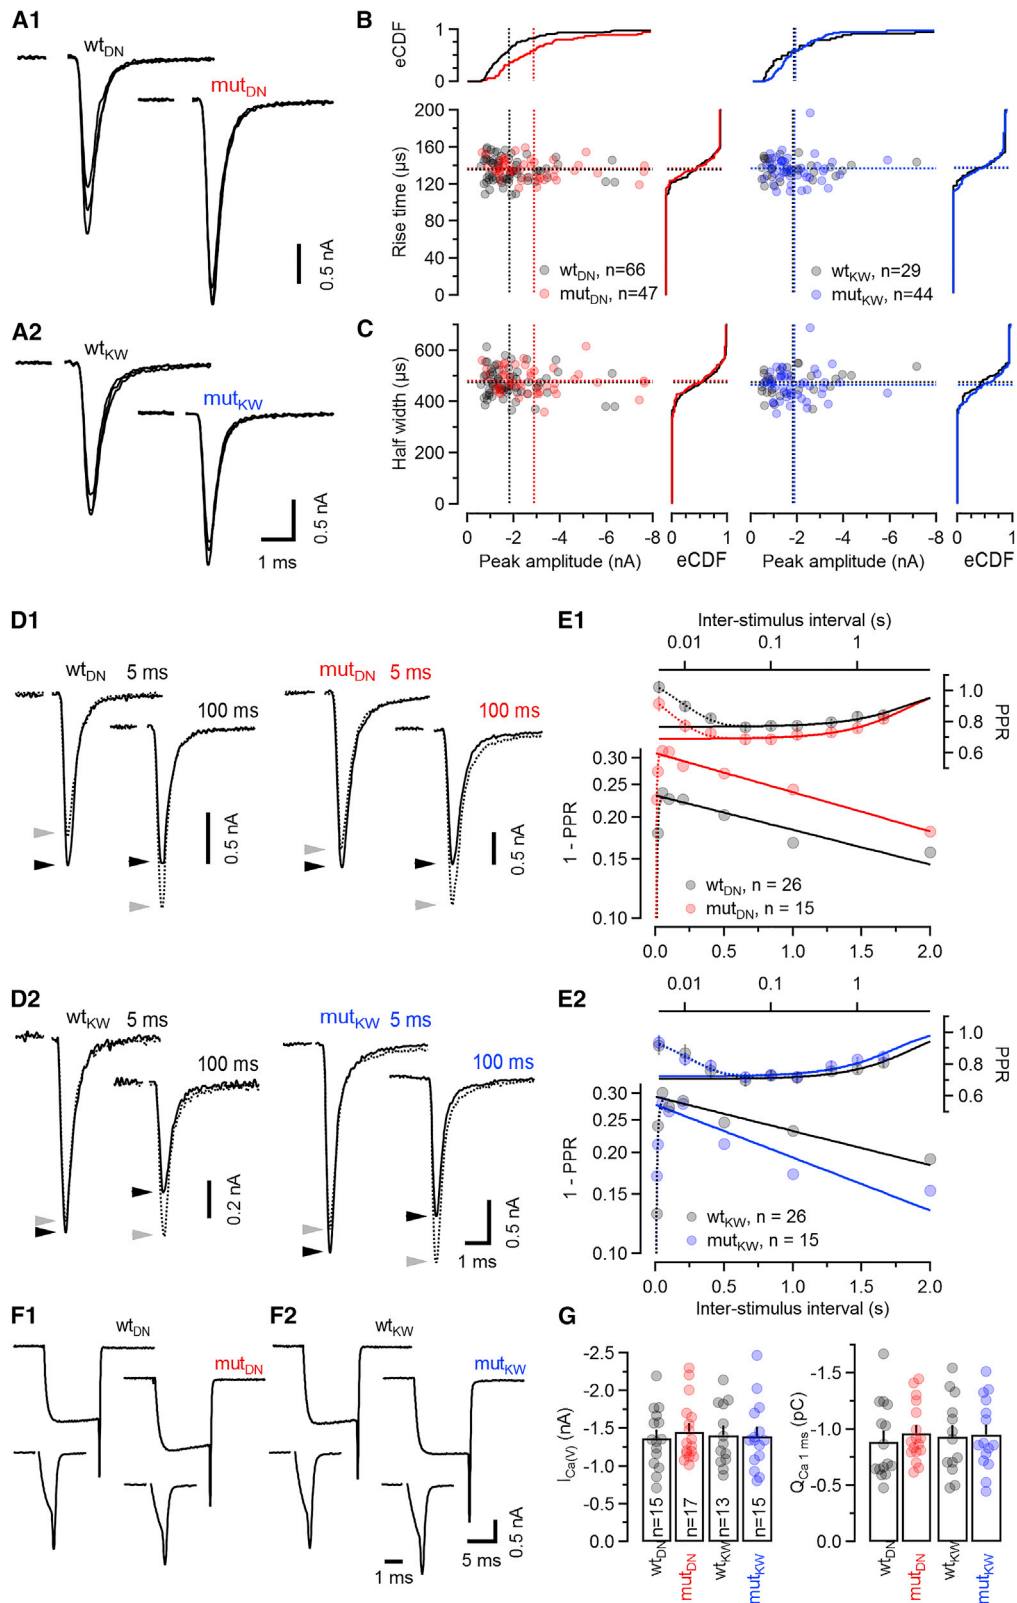 A1
wtDN
mutDN
0.5 nA
A2
wtKW
mutKW
0.5 nA
1 ms
B
eCDF
1
0
1
0
Rise time (µs)
200
160
120
80
40
0
wtDN, n=66
mutDN, n=47
wtKW, n=29
mutKW, n=44
C
Half width (µs)
600
400
200
0
0 -2 -4 -6 -8
Peak amplitude (nA)
0 1
eCDF
0 -2 -4 -6 -8
Peak amplitude (nA)
0 1
eCDF
D1
wtDN 5 ms
100 ms
0.5 nA
mutDN 5 ms
100 ms
0.5 nA
E1
Inter-stimulus interval (s)
0.01 0.1 1
1.0
0.8
0.6
PPR
0.30
0.25
0.20
0.15
0.10
1 - PPR
wtDN, n = 26
mutDN, n = 15
0.0 0.5 1.0 1.5 2.0
D2
wtKW 5 ms
100 ms
0.2 nA
mutKW 5 ms
100 ms
1 ms
0.5 nA
E2
0.01 0.1 1
1.0
0.8
0.6
PPR
0.30
0.25
0.20
0.15
0.10
1 - PPR
wtKW, n = 26
mutKW, n = 15
0.0 0.5 1.0 1.5 2.0
Inter-stimulus interval (s)
F1
wtDN
mutDN
F2
wtKW
mutKW
1 ms
5 ms
0.5 nA
G
ICa(V) (nA)
-2.5
-2.0
-1.5
-1.0
-0.5
0.0
n=15
n=17
n=13
n=15
wtDN
mutDN
wtKW
mutKW
QCa 1 ms (pC)
-1.5
-1.0
-0.5
0.0
wtDN
mutDN
wtKW
mutKW